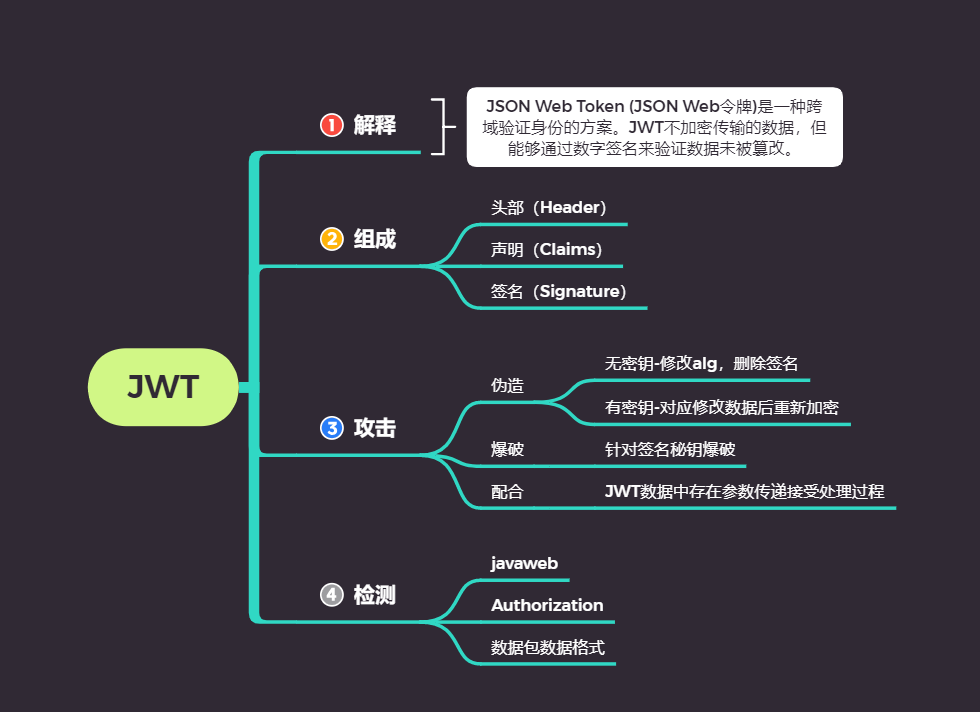 1 解释
JSON Web Token (JSON Web令牌)是一种跨
域验证身份的方案。JWT不加密传输的数据，但
能够通过数字签名来验证数据未被篡改。
2 组成
头部（Header）
声明（Claims）
签名（Signature）
JWT
3 攻击
伪造
无密钥-修改alg，删除签名
有密钥-对应修改数据后重新加密
爆破
针对签名秘钥爆破
配合
JWT数据中存在参数传递接受处理过程
4 检测
javaweb
Authorization
数据包数据格式